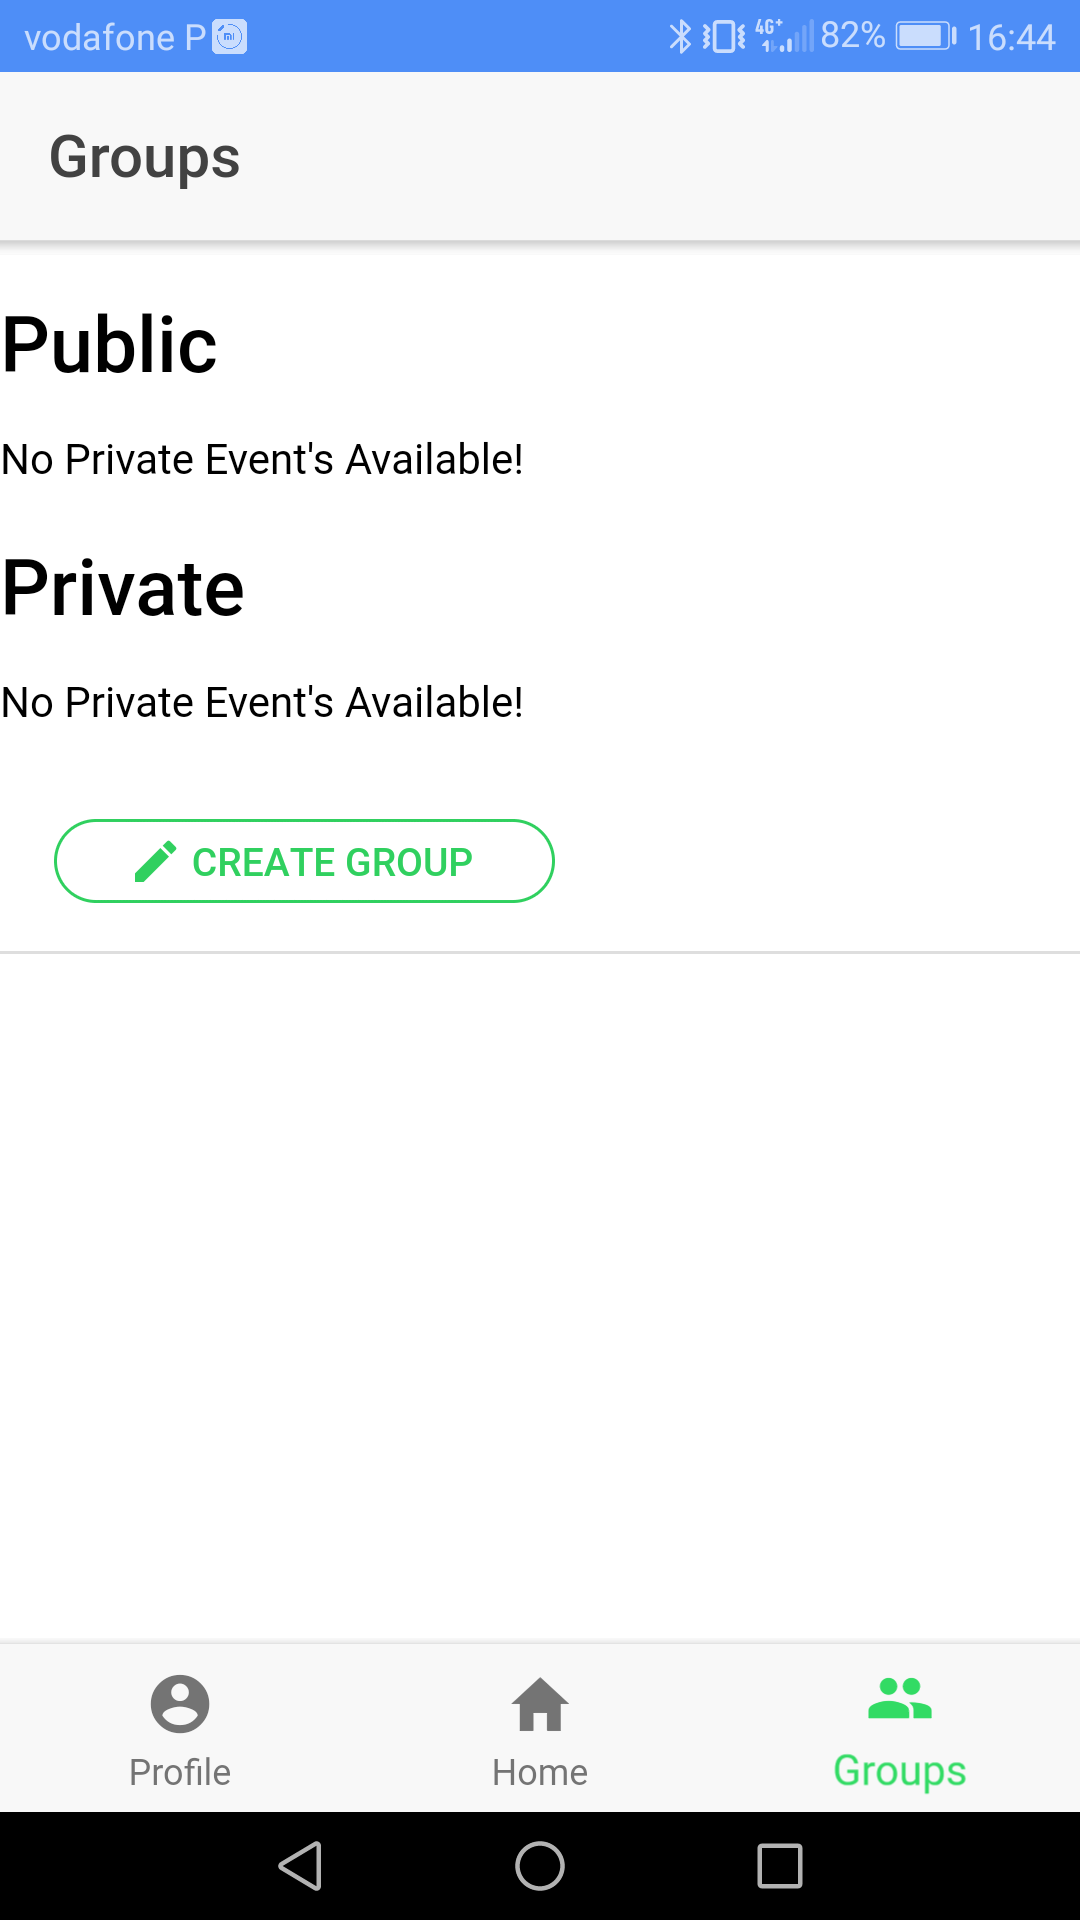 vodafone P
4G+ 82% 16:44
Groups
Public
No Private Event's Available!
Private
No Private Event's Available!
CREATE GROUP
Profile
Home
Groups